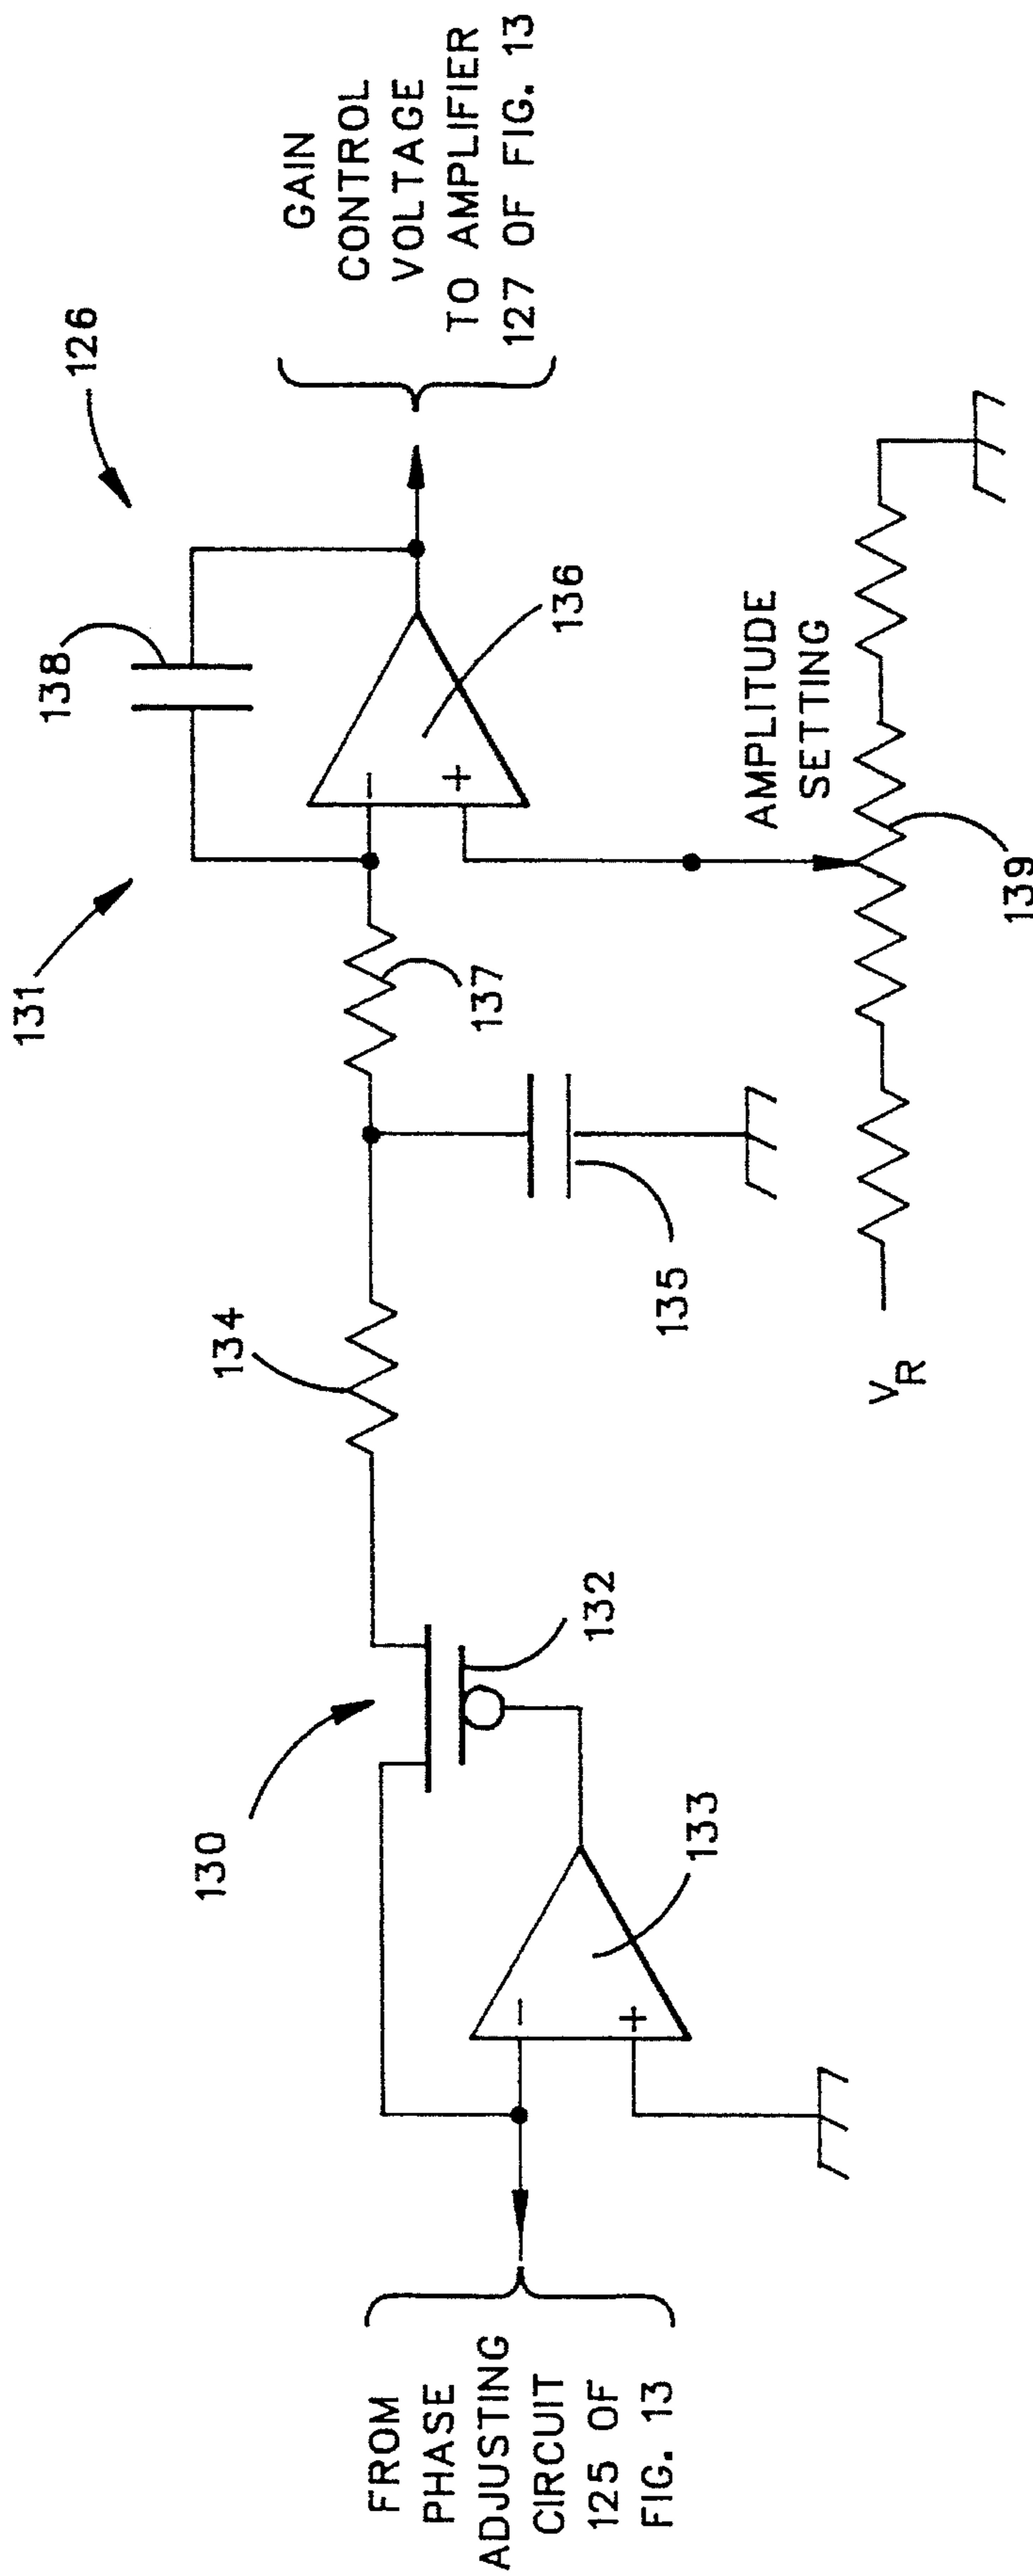 FROM
PHASE
ADJUSTING
CIRCUIT
125 OF
FIG. 13
130
132
133
134
135
131
137
138
126
136
−
+
−
+
GAIN
CONTROL
VOLTAGE
TO AMPLIFIER
127 OF FIG. 13
AMPLITUDE
SETTING
139
VR